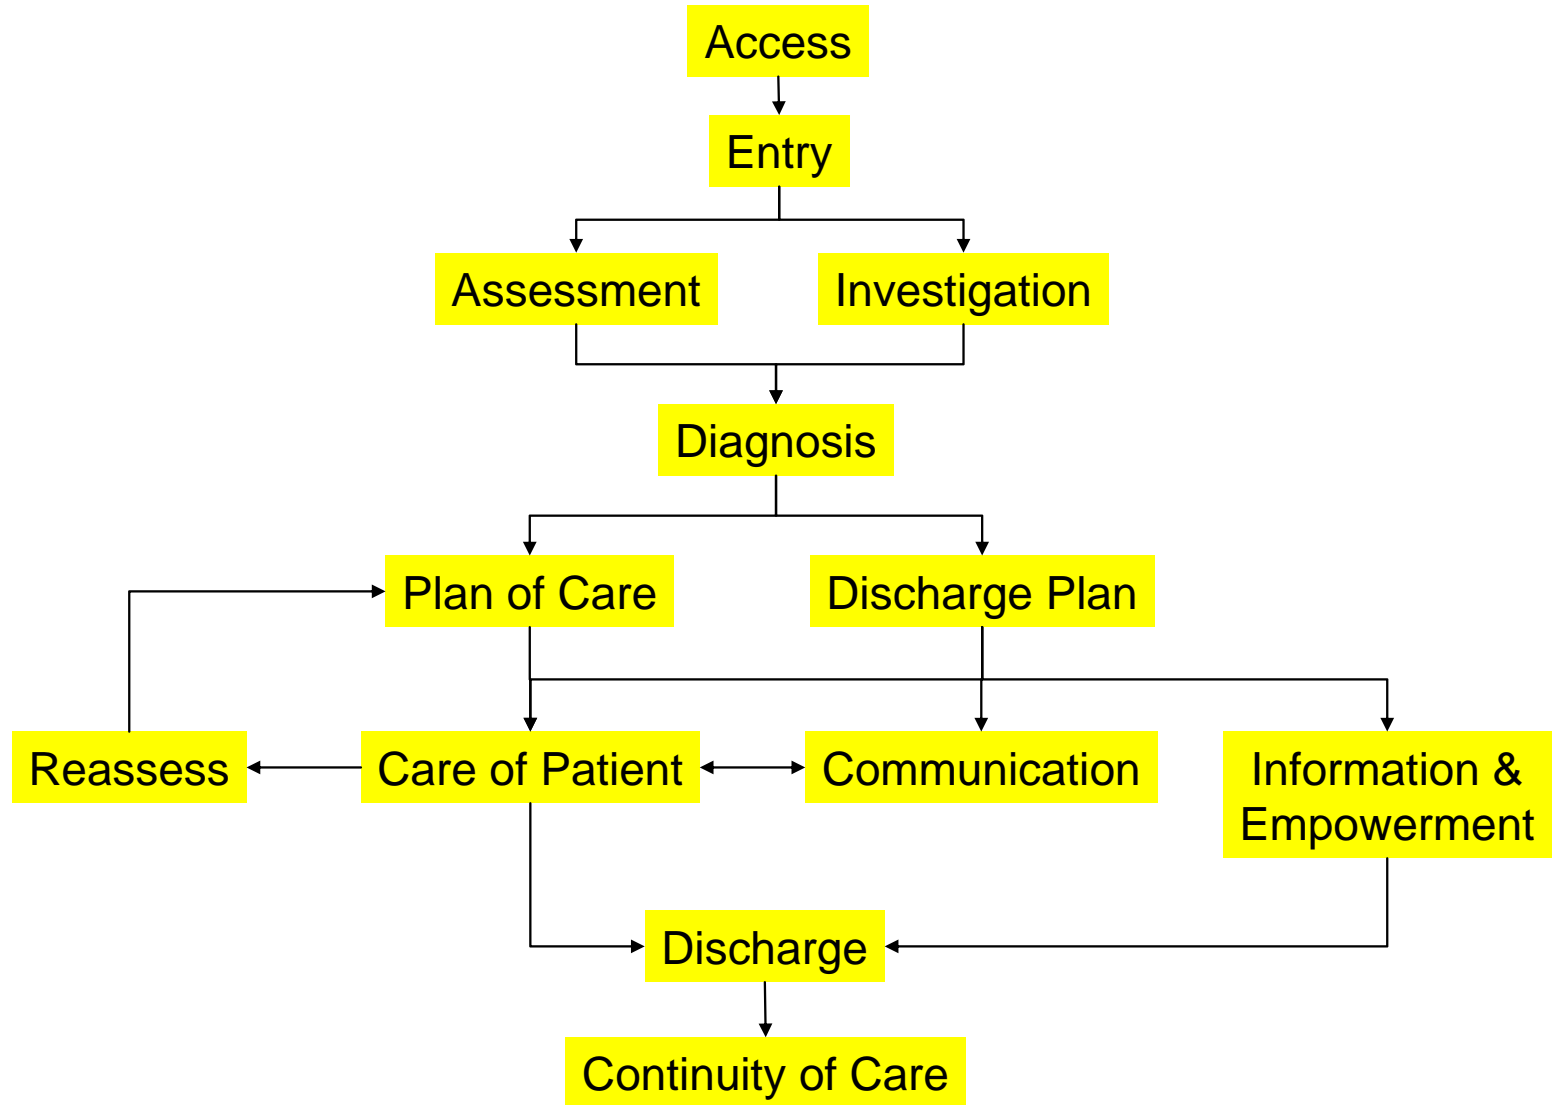 Access
Entry
Assessment
Investigation
Diagnosis
Plan of Care
Discharge Plan
Reassess
Care of Patient
Communication
Information &
Empowerment
Discharge
Continuity of Care